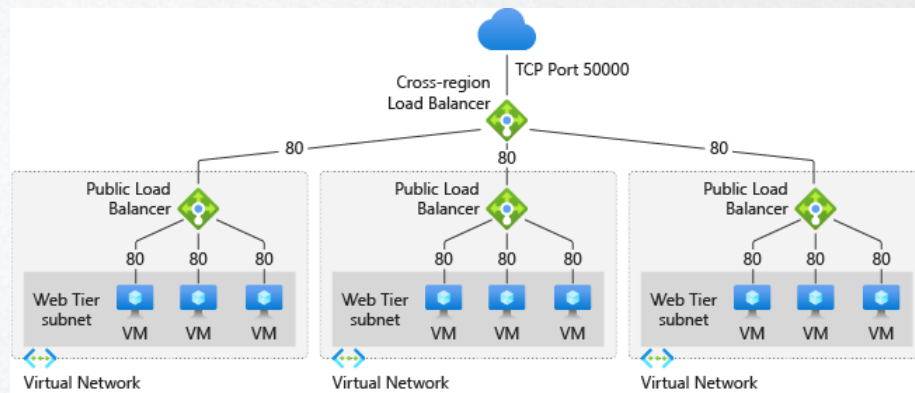 TCP Port 50000
Cross-region
Load Balancer
80
80
80
Public Load
Balancer
Public Load
Balancer
Public Load
Balancer
80
80
80
80
80
80
80
80
80
Web Tier
subnet
VM
VM
VM
Web Tier
subnet
VM
VM
VM
Web Tier
subnet
VM
VM
VM
Virtual Network
Virtual Network
Virtual Network